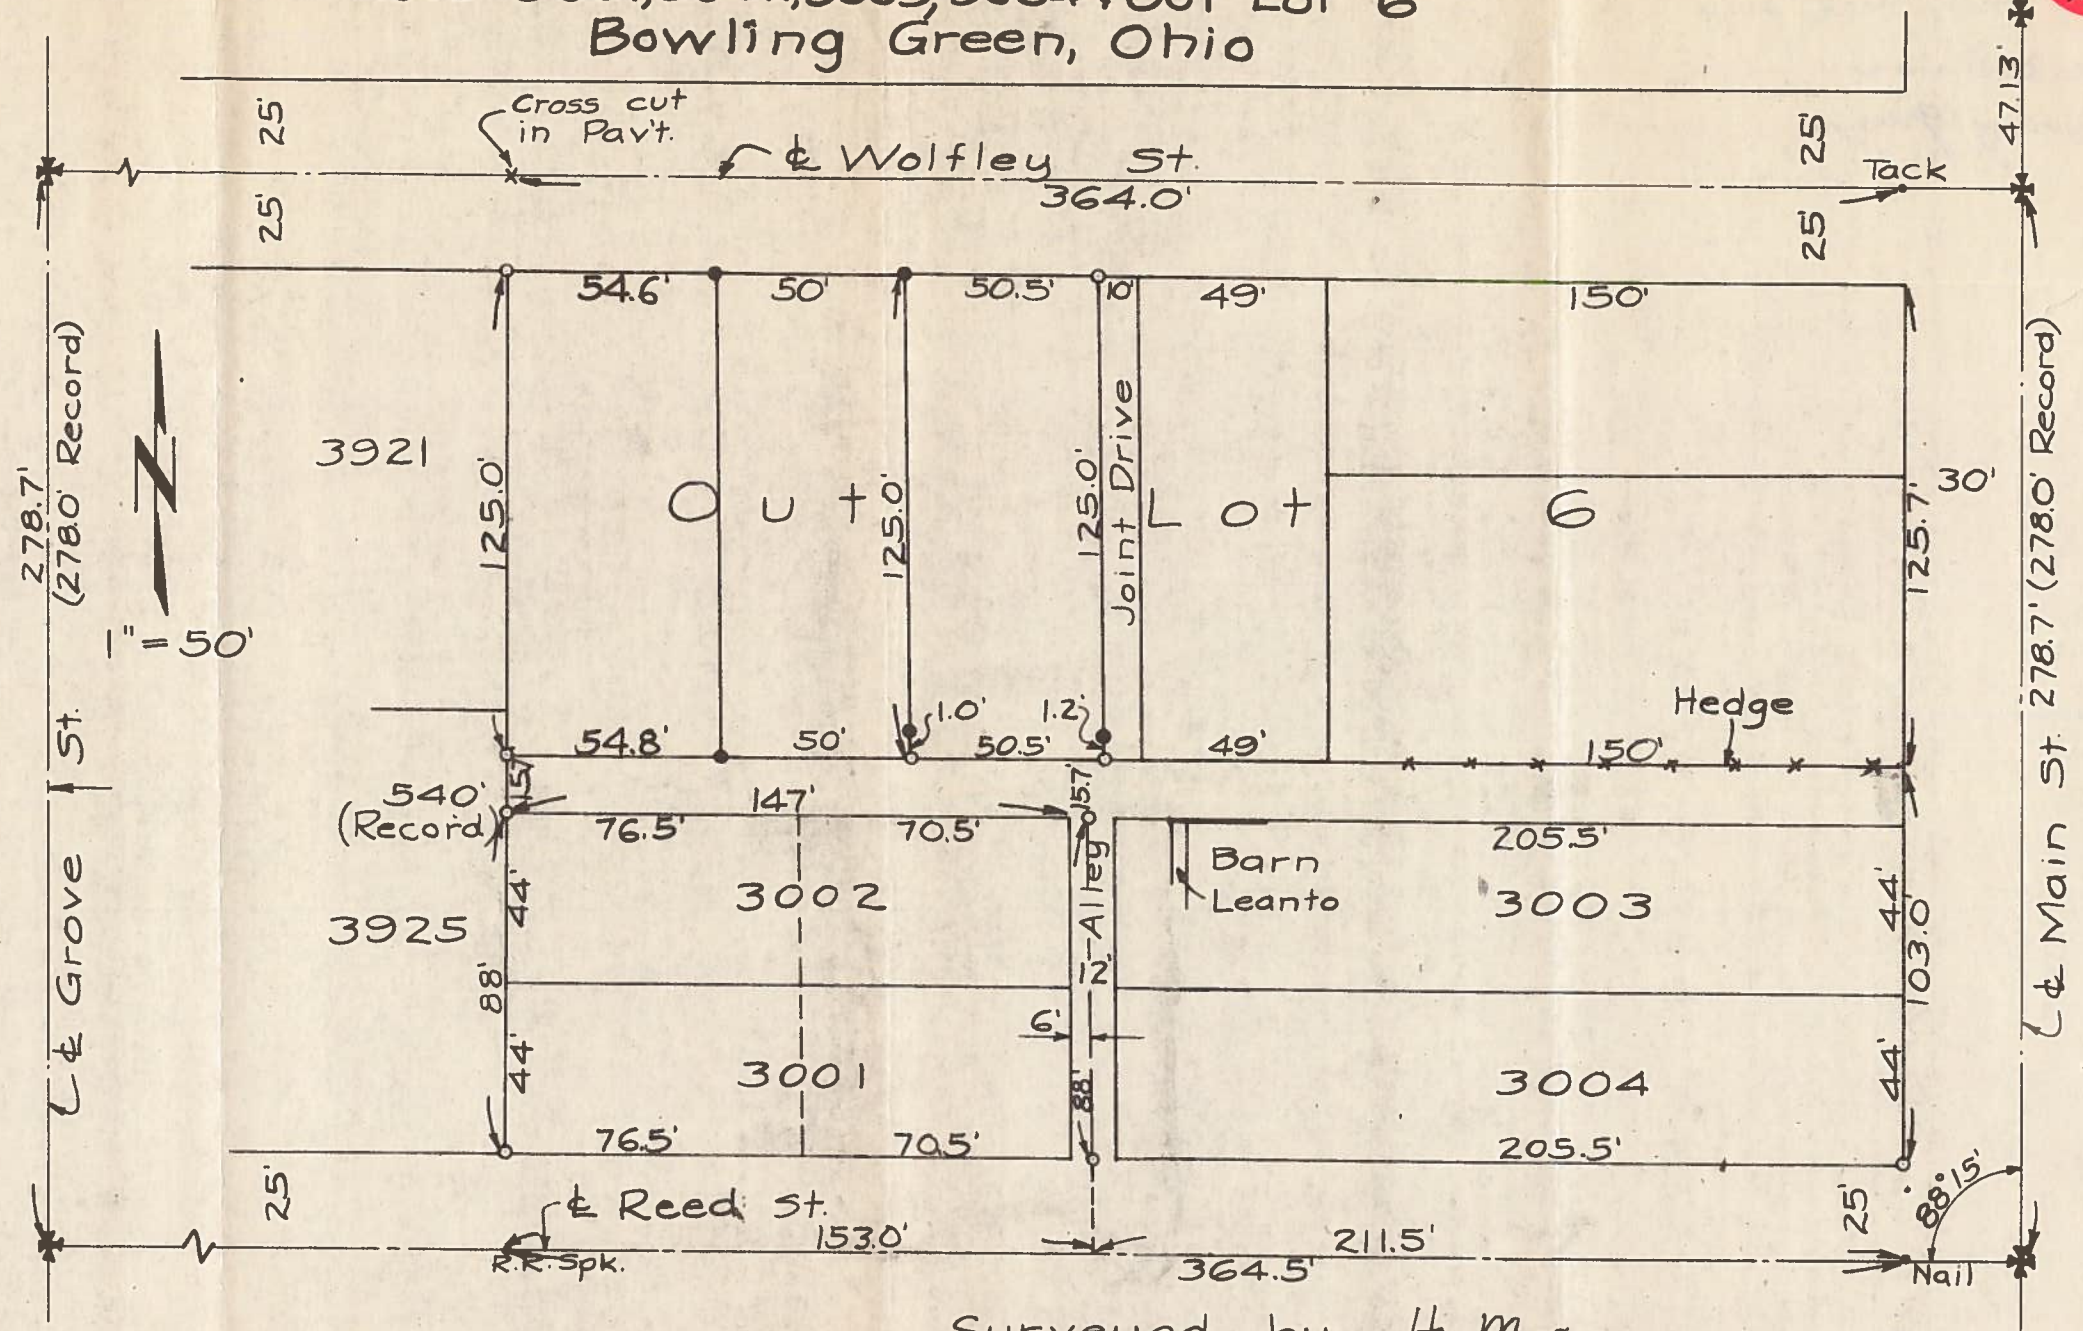 Lot 6
Bowling Green, Ohio
25'
Cross cut
in Pav't.
25'
47.13'
℄ Wolfley St.
364.0'
Tack
25'
25'
54.6'
50'
50.5'
10'
49'
150'
278.7'
(278.0' Record)
N
1" = 50'
3921
125.0'
Out
125.0'
125.0'
Joint Drive
Lot
6
125.7'
30'
278.7' (278.0' Record)
Hedge
1.0'
1.2'
54.8'
50'
50.5'
49'
150'
15.7'
540'
(Record)
147'
15.7'
76.5'
70.5'
205.5'
Barn
Leanto
3002
3003
44'
Alley
44'
3925
88'
12'
103.0
6'
44'
3001
88'
3004
44'
76.5'
70.5'
205.5'
℄ Grove St.
℄ Main St.
25'
℄ Reed St.
153.0'
211.5'
25'
88°15'
R.R. Spk.
364.5'
Nail
Surveyed by